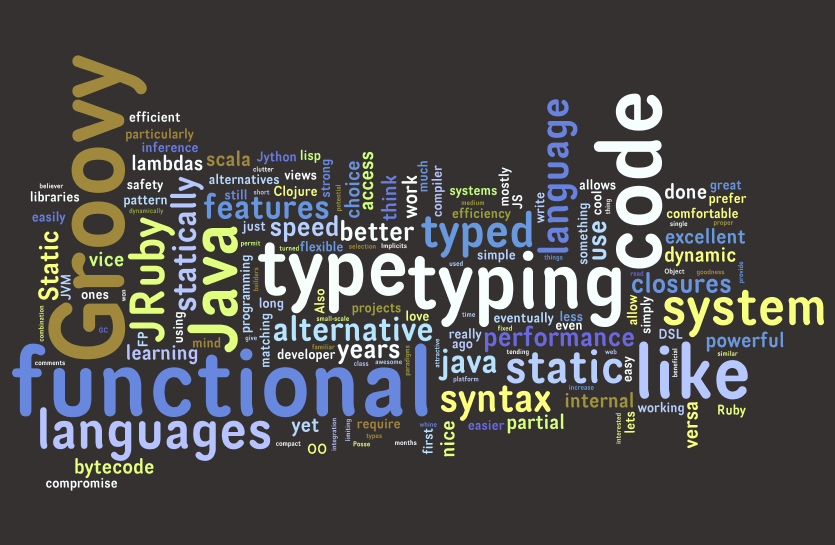 Groovy
efficient
particularly
inference
lambdas
scala
Jython
lisp
clutter
views
strong
potential
choice
access
think
work
much
compiler
systems
medium
efficiency
mostly
JS
write
language
allows
something
cool
thing
use
code
done
great
prefer
comfortable
single
proper
excellent
dynamic
believer
libraries
easily
safety
pattern
dynamically
statically
alternatives
still
short
Clojure
features
just
speed
better
typed
simple
things
Static
JVM
vice
ones
won
JRuby
Java
permit
turned
flexible
selection
Implicits
type
typing
used
read
Object
goodness
provide
closures
system
combination
GC
FP
using
learning
mind
programming
builders
give
long
matching
Also
small-scale
projects
love
alternative
time
eventually
less
fixed
even
allow
simply
DSL
powerful
similar
really
ago
performance
familiar
developer
years
paradigms
class
awesome
attractive
java
platform
tending
web
static
increase
easy
like
beneficial
comments
functional
syntax
internal
working
versa
Ruby
languages
yet
require
types
compact
OO
integration
limiting
Posse
months
whine
first
nice
easier
partial
interested
lets
bytecode
compromise